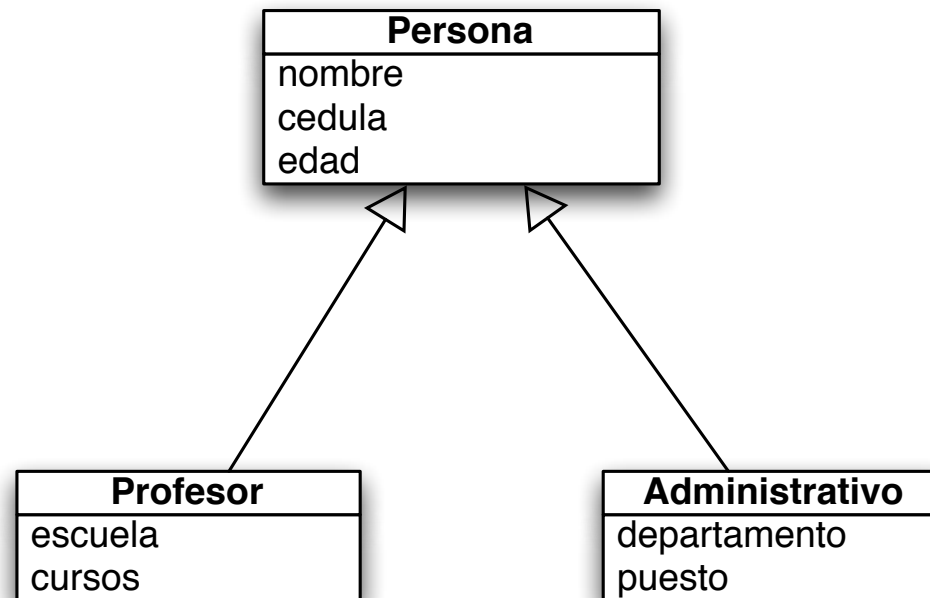 Persona
nombre
cedula
edad
Profesor
escuela
cursos
Administrativo
departamento
puesto